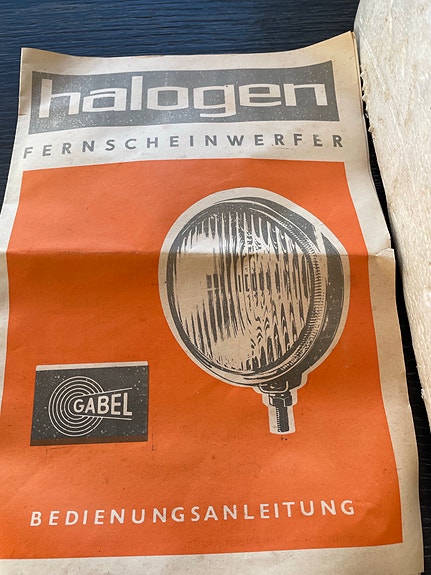 halogen
FERNSCHEINWERFER
GABEL
BEDIENUNGSANLEITUNG